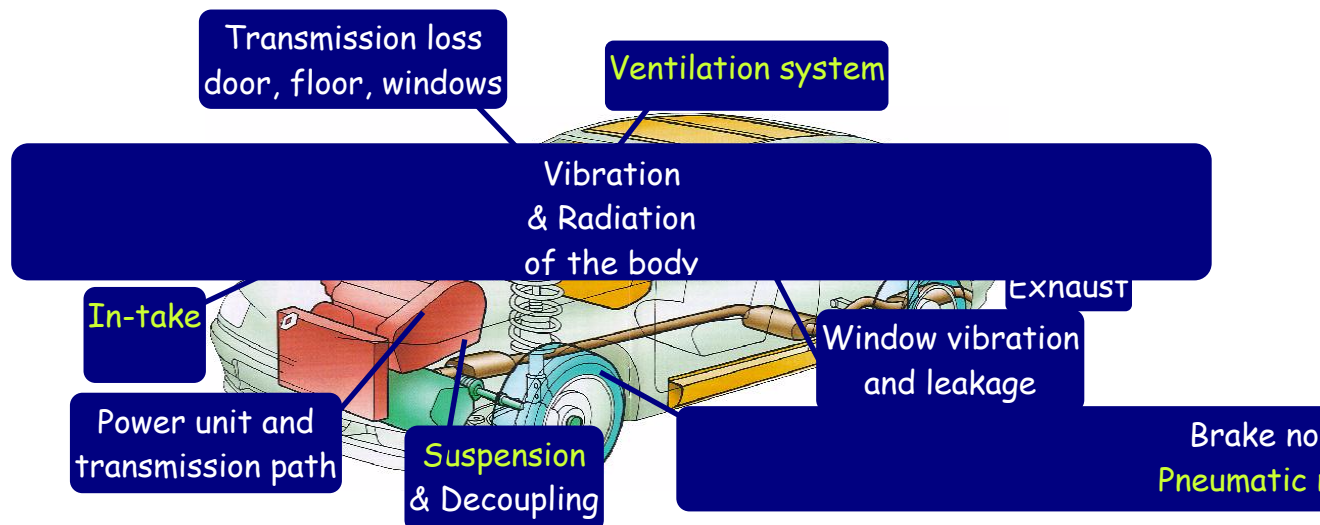 Transmission loss
door, floor, windows
Ventilation system
Vibration
& Radiation
of the body
Exhaust
In-take
Window vibration
and leakage
Power unit and
transmission path
Suspension
& Decoupling
Brake
Pneumatic